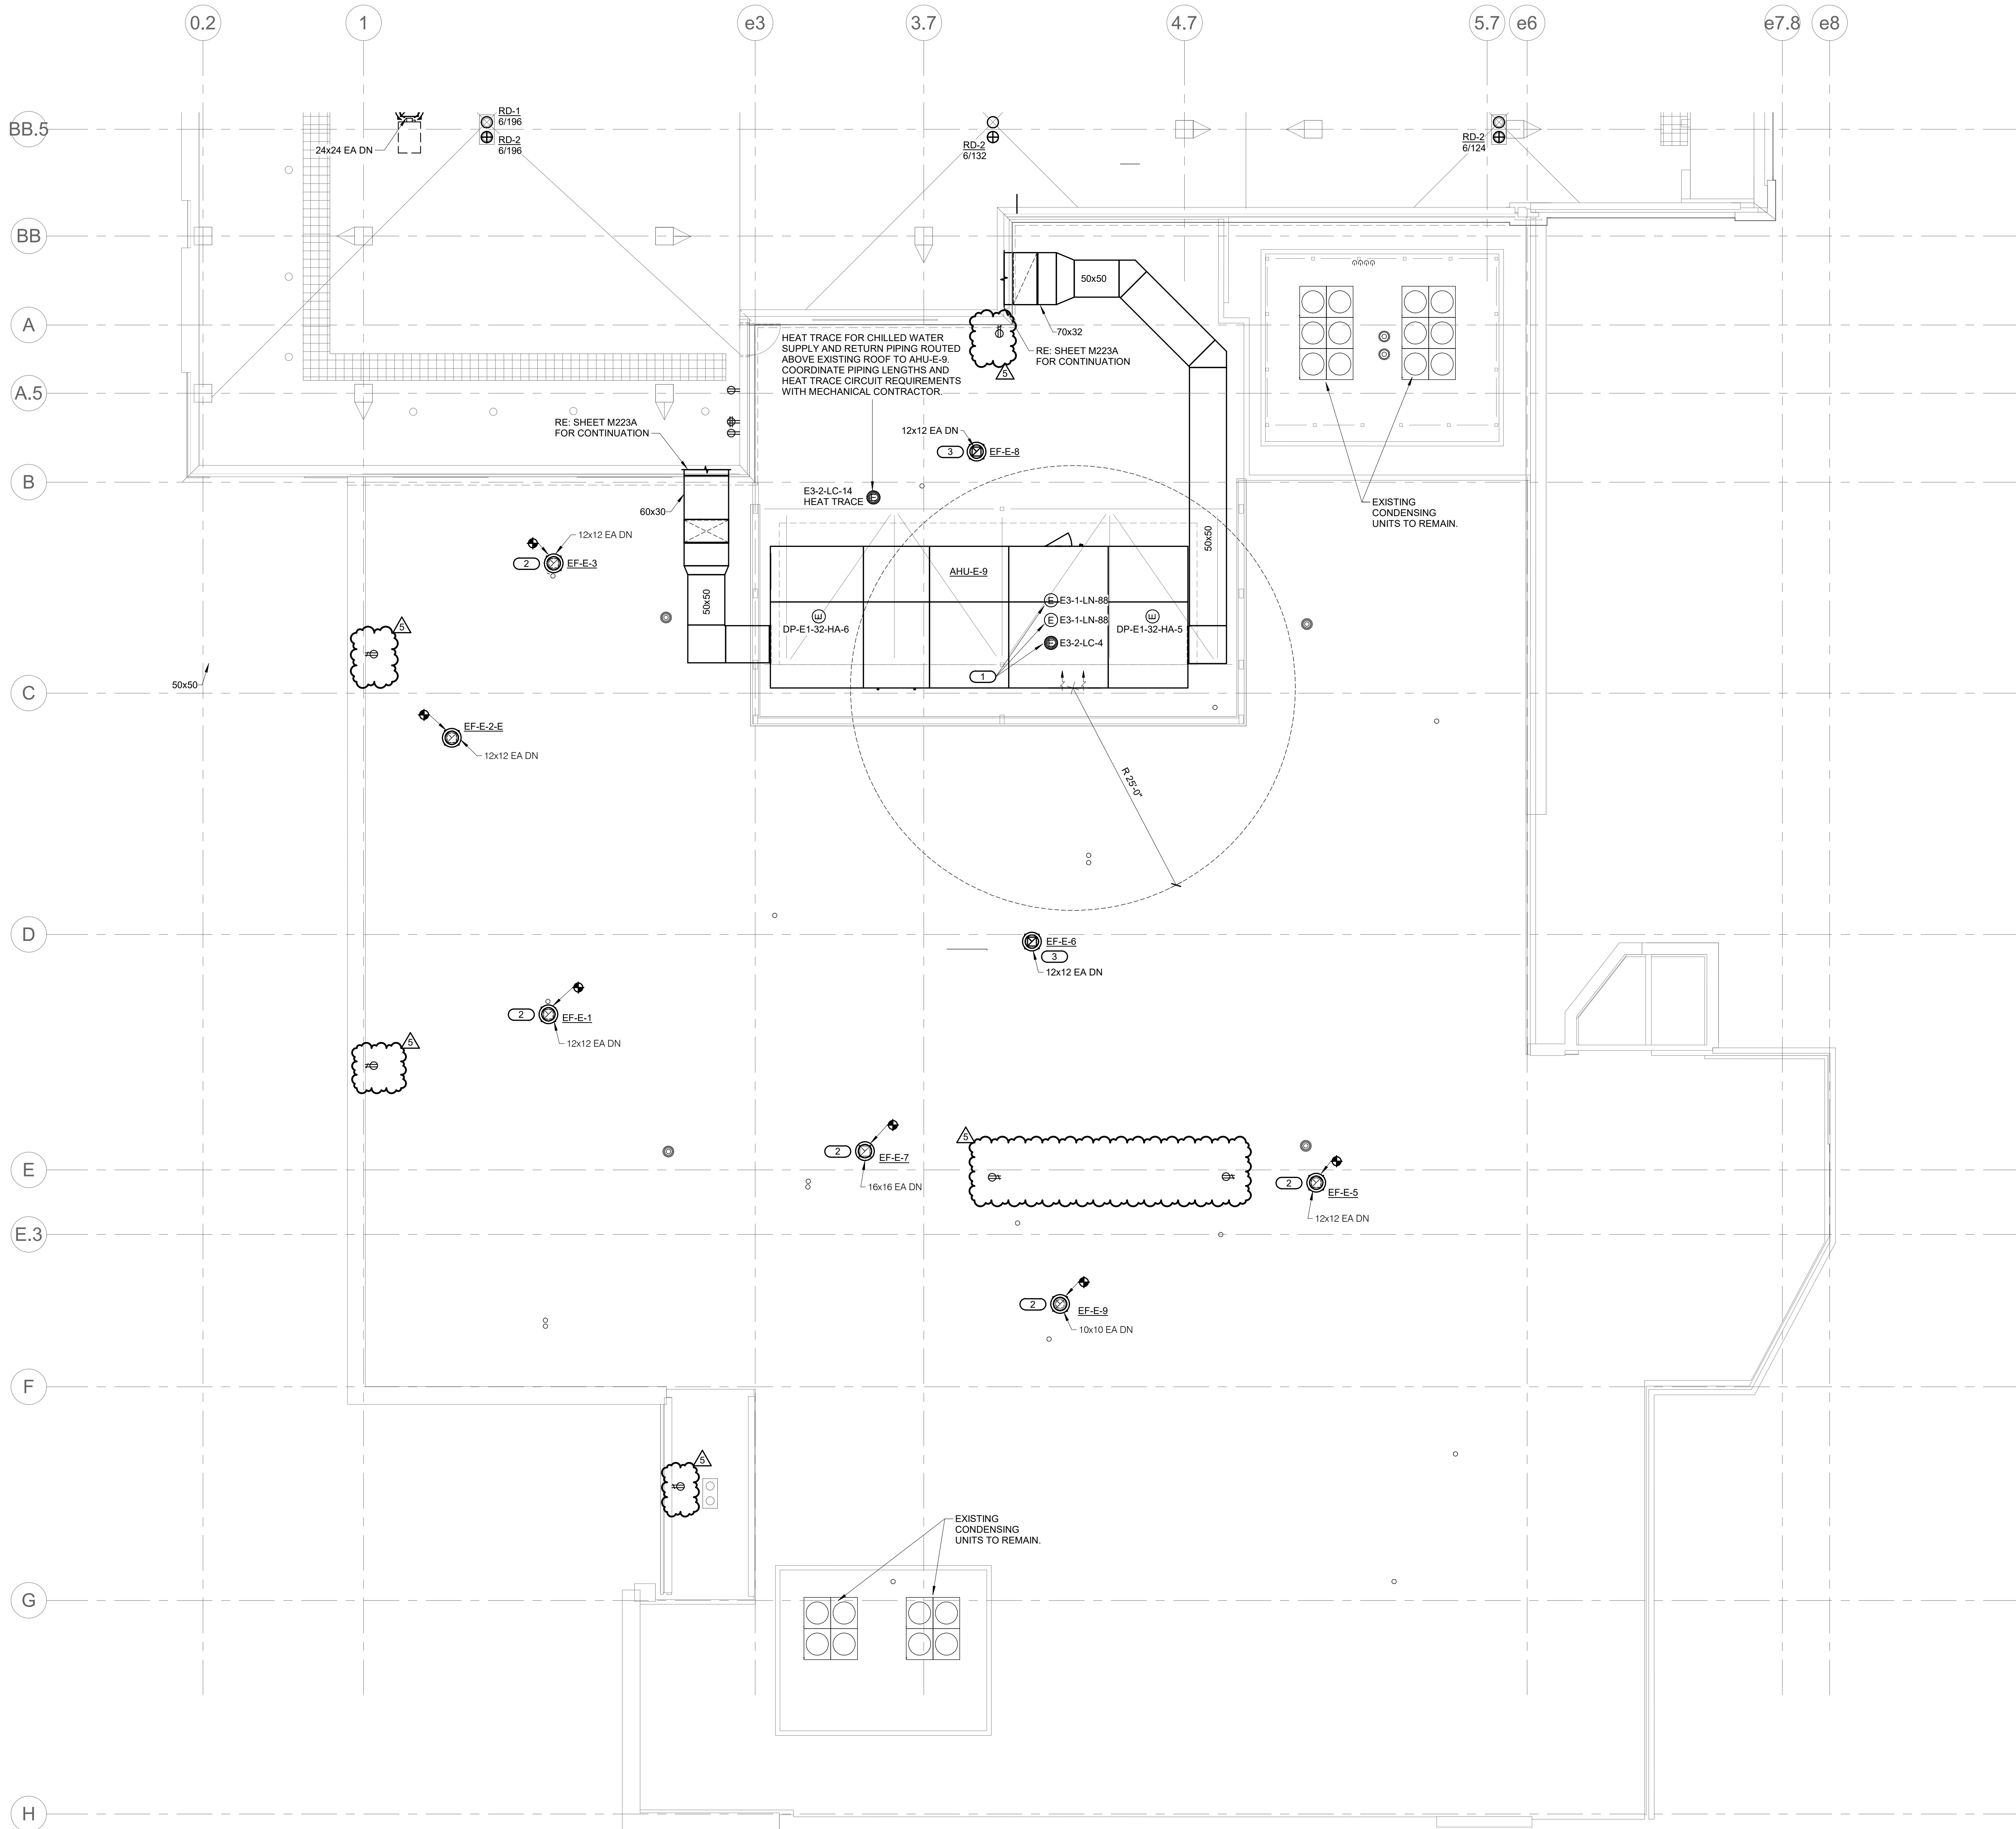 0.2
1
e3
3.7
4.7
5.7
e6
e7.8
e8
BB.5
RD-1
6/196
RD-2
6/196
24x24 EA DN
RD-2
6/132
RD-2
6/124
BB
50x50
A
70x32
HEAT TRACE FOR CHILLED WATER
SUPPLY AND RETURN PIPING ROUTED
ABOVE EXISTING ROOF TO AHU-E-9.
COORDINATE PIPING LENGTHS AND
HEAT TRACE CIRCUIT REQUIREMENTS
WITH MECHANICAL CONTRACTOR.
RE: SHEET M223A
FOR CONTINUATION
5
A.5
RE: SHEET M223A
FOR CONTINUATION
12x12 EA DN
3
EF-E-8
B
E3-2-LC-14
HEAT TRACE
E
60x30
EXISTING
CONDENSING
UNITS TO REMAIN.
12x12 EA DN
2
EF-E-3
50x50
AHU-E-9
50x50
E
DP-E1-32-HA-6
E
E3-1-LN-88
E
E3-1-LN-88
E
E3-2-LC-4
E
DP-E1-32-HA-5
1
5
50x50
C
EF-E-2-E
12x12 EA DN
R 25'-0"
D
EF-E-6
3
12x12 EA DN
2
EF-E-1
12x12 EA DN
5
2
EF-E-7
16x16 EA DN
5
E
2
EF-E-5
12x12 EA DN
E.3
2
EF-E-9
10x10 EA DN
F
5
EXISTING
CONDENSING
UNITS TO REMAIN.
G
H